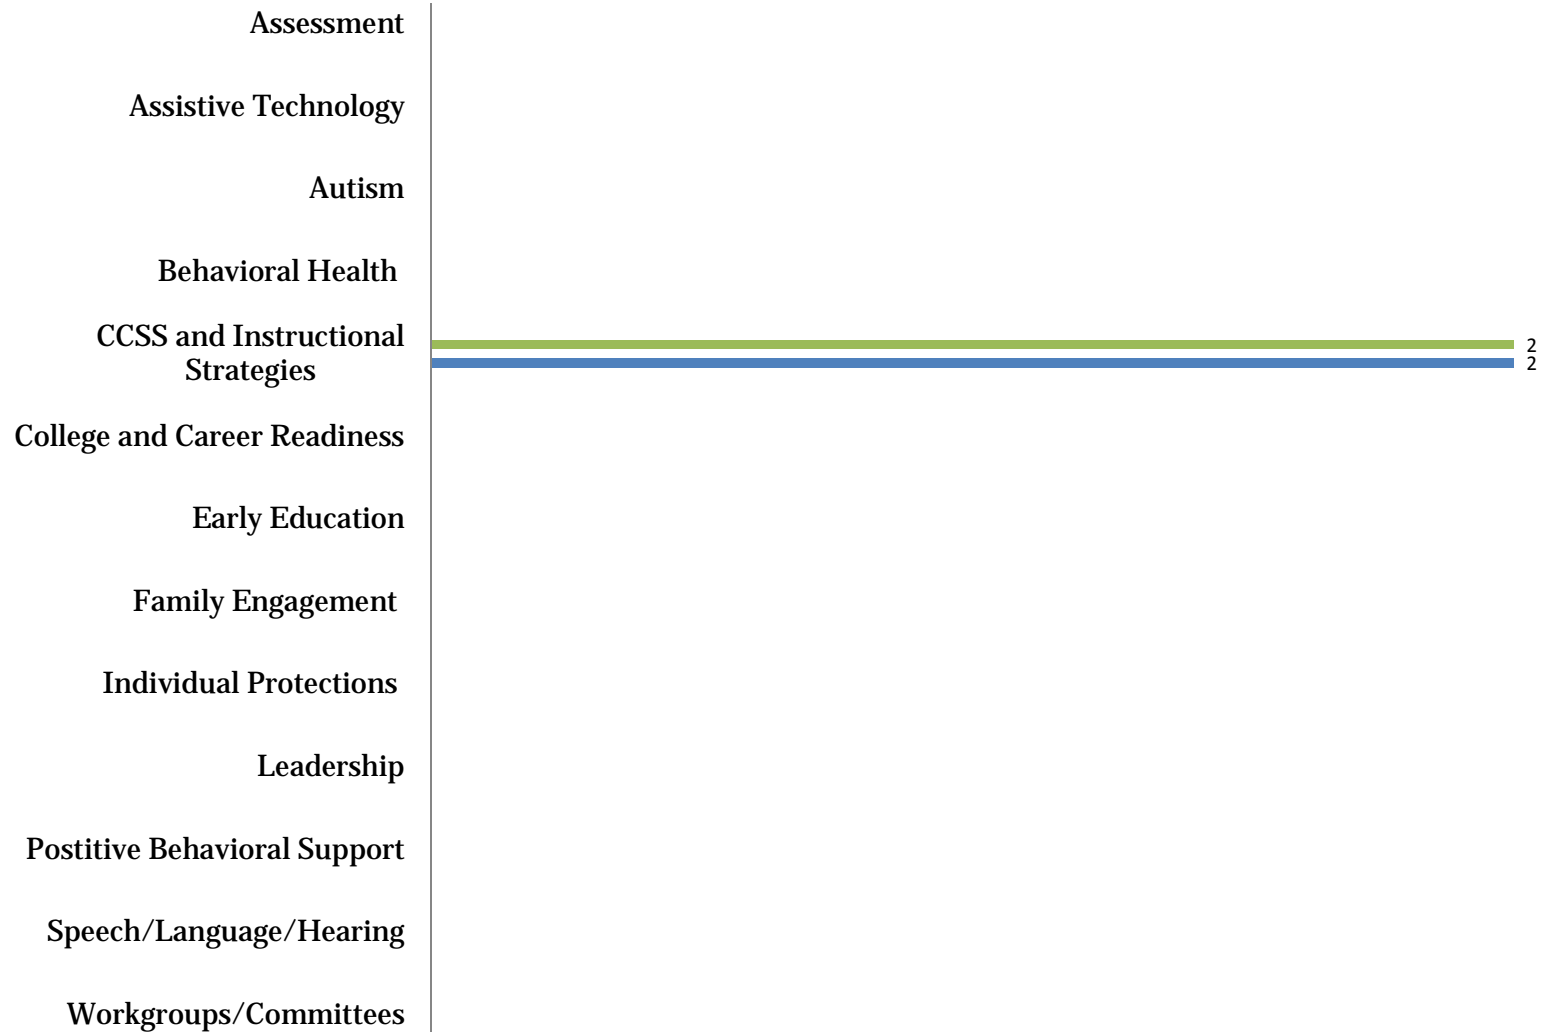 Assessment
Assistive Technology
Autism
Behavioral Health
CCSS and Instructional
Strategies
2
2
College and Career Readiness
Early Education
Family Engagement
Individual Protections
Leadership
Postitive Behavioral Support
Speech/Language/Hearing
Workgroups/Committees